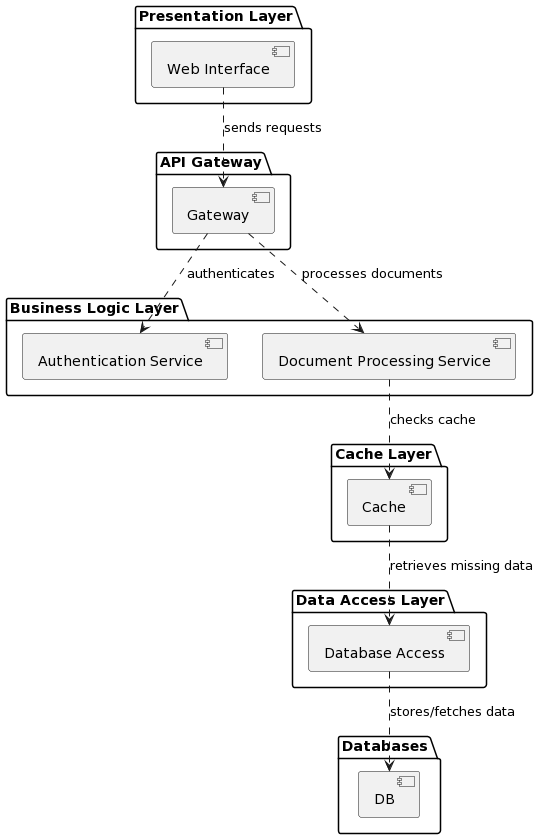 Presentation Layer
Web Interface
sends requests
API Gateway
Gateway
authenticates
processes documents
Business Logic Layer
Authentication Service
Document Processing Service
checks cache
Cache Layer
Cache
retrieves missing data
Data Access Layer
Database Access
stores/fetches data
Databases
DB